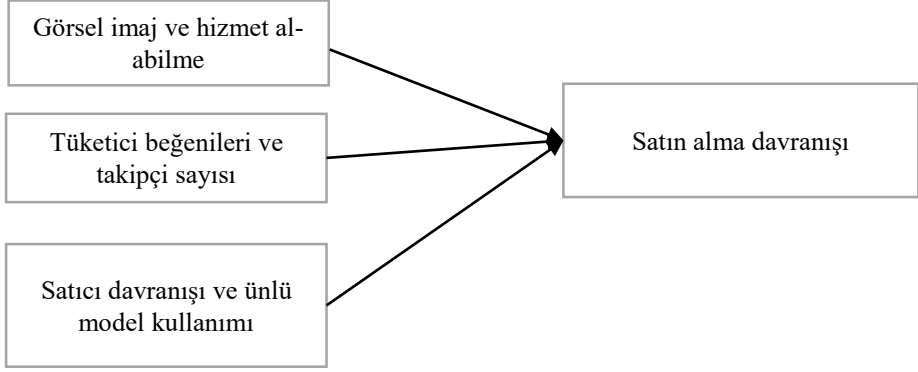 Görsel imaj ve hizmet al-
abilme
Tüketici beğenileri ve
takipçi sayısı
Satıcı davranışı ve ünlü
model kullanımı
Satın alma davranışı